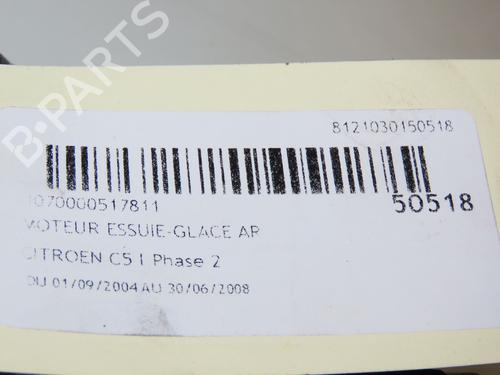 B-PARTS
8121030150518
1070000517811
50518
MOTEUR ESSUIE-GLACE AR
CITROEN C5 I Phase 2
DU 01/09/2004 AU 30/06/2008